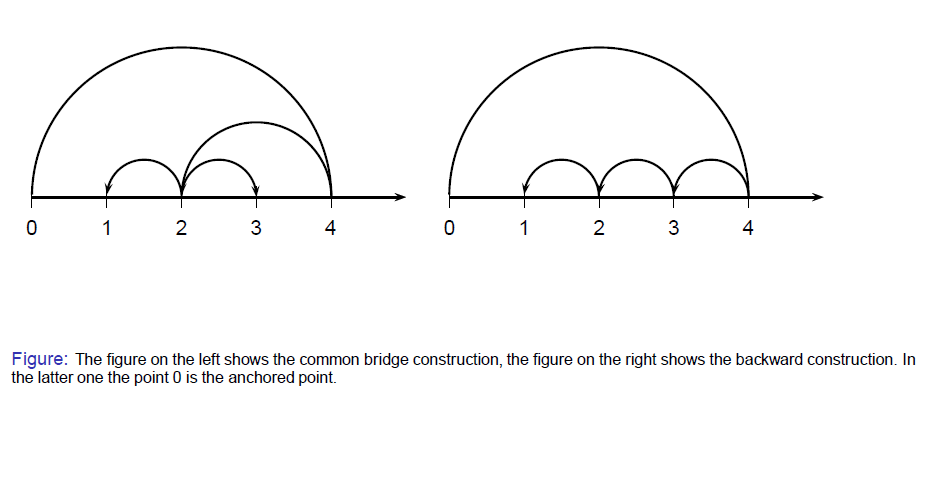 0 1 2 3 4 0 1 2 3 4
Figure: The figure on the left shows the common bridge construction, the figure on the right shows the backward construction. In
the latter one the point 0 is the anchored point.